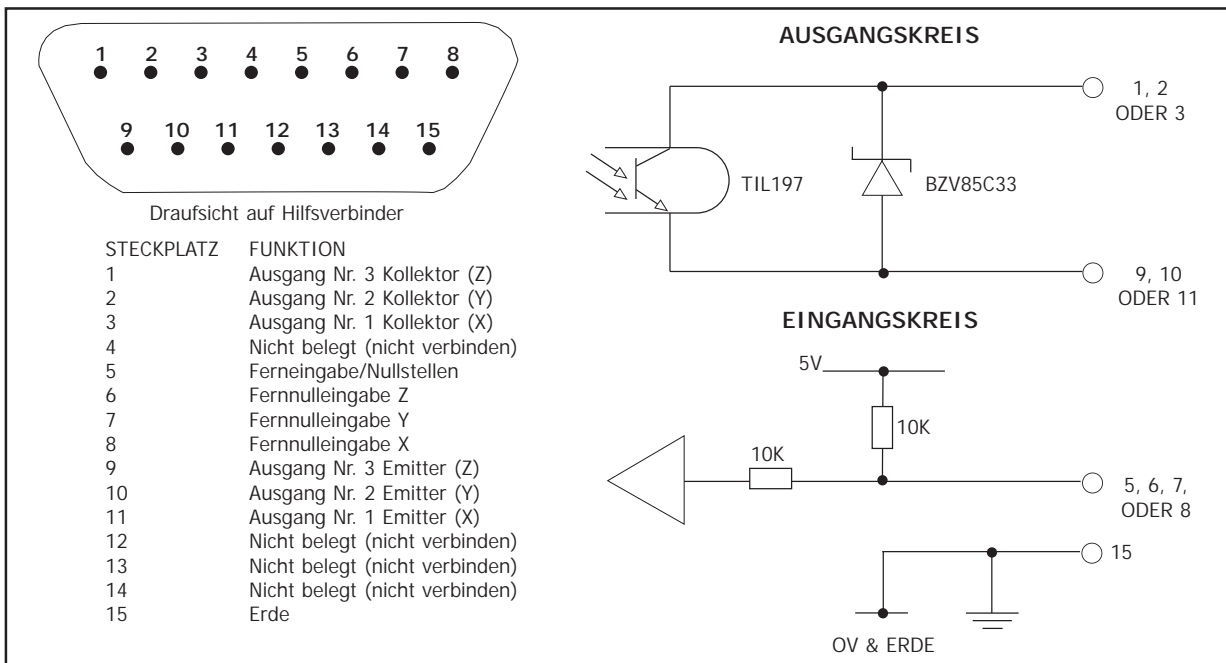 1 2 3 4 5 6 7 8
9 10 11 12 13 14 15
Draufsicht auf Hilfsverbinder
STECKPLATZ FUNKTION
1 Ausgang Nr. 3 Kollektor (Z)
2 Ausgang Nr. 2 Kollektor (Y)
3 Ausgang Nr. 1 Kollektor (X)
4 Nicht belegt (nicht verbinden)
5 Ferneingabe/Nullstellen
6 Fernnulleingabe Z
7 Fernnulleingabe Y
8 Fernnulleingabe X
9 Ausgang Nr. 3 Emitter (Z)
10 Ausgang Nr. 2 Emitter (Y)
11 Ausgang Nr. 1 Emitter (X)
12 Nicht belegt (nicht verbinden)
13 Nicht belegt (nicht verbinden)
14 Nicht belegt (nicht verbinden)
15 Erde
AUSGANGSKREIS
1, 2
ODER 3
TIL197
BZV85C33
9, 10
ODER 11
EINGANGSKREIS
5V
10K
10K
5, 6, 7,
ODER 8
15
OV & ERDE